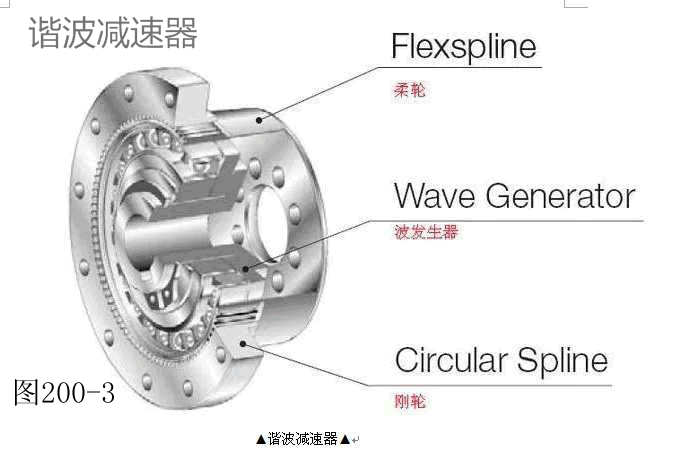 谐波减速器
Flexspline
柔轮
Wave Generator
波发生器
Circular Spline
刚轮
图200-3
▲谐波减速器▲